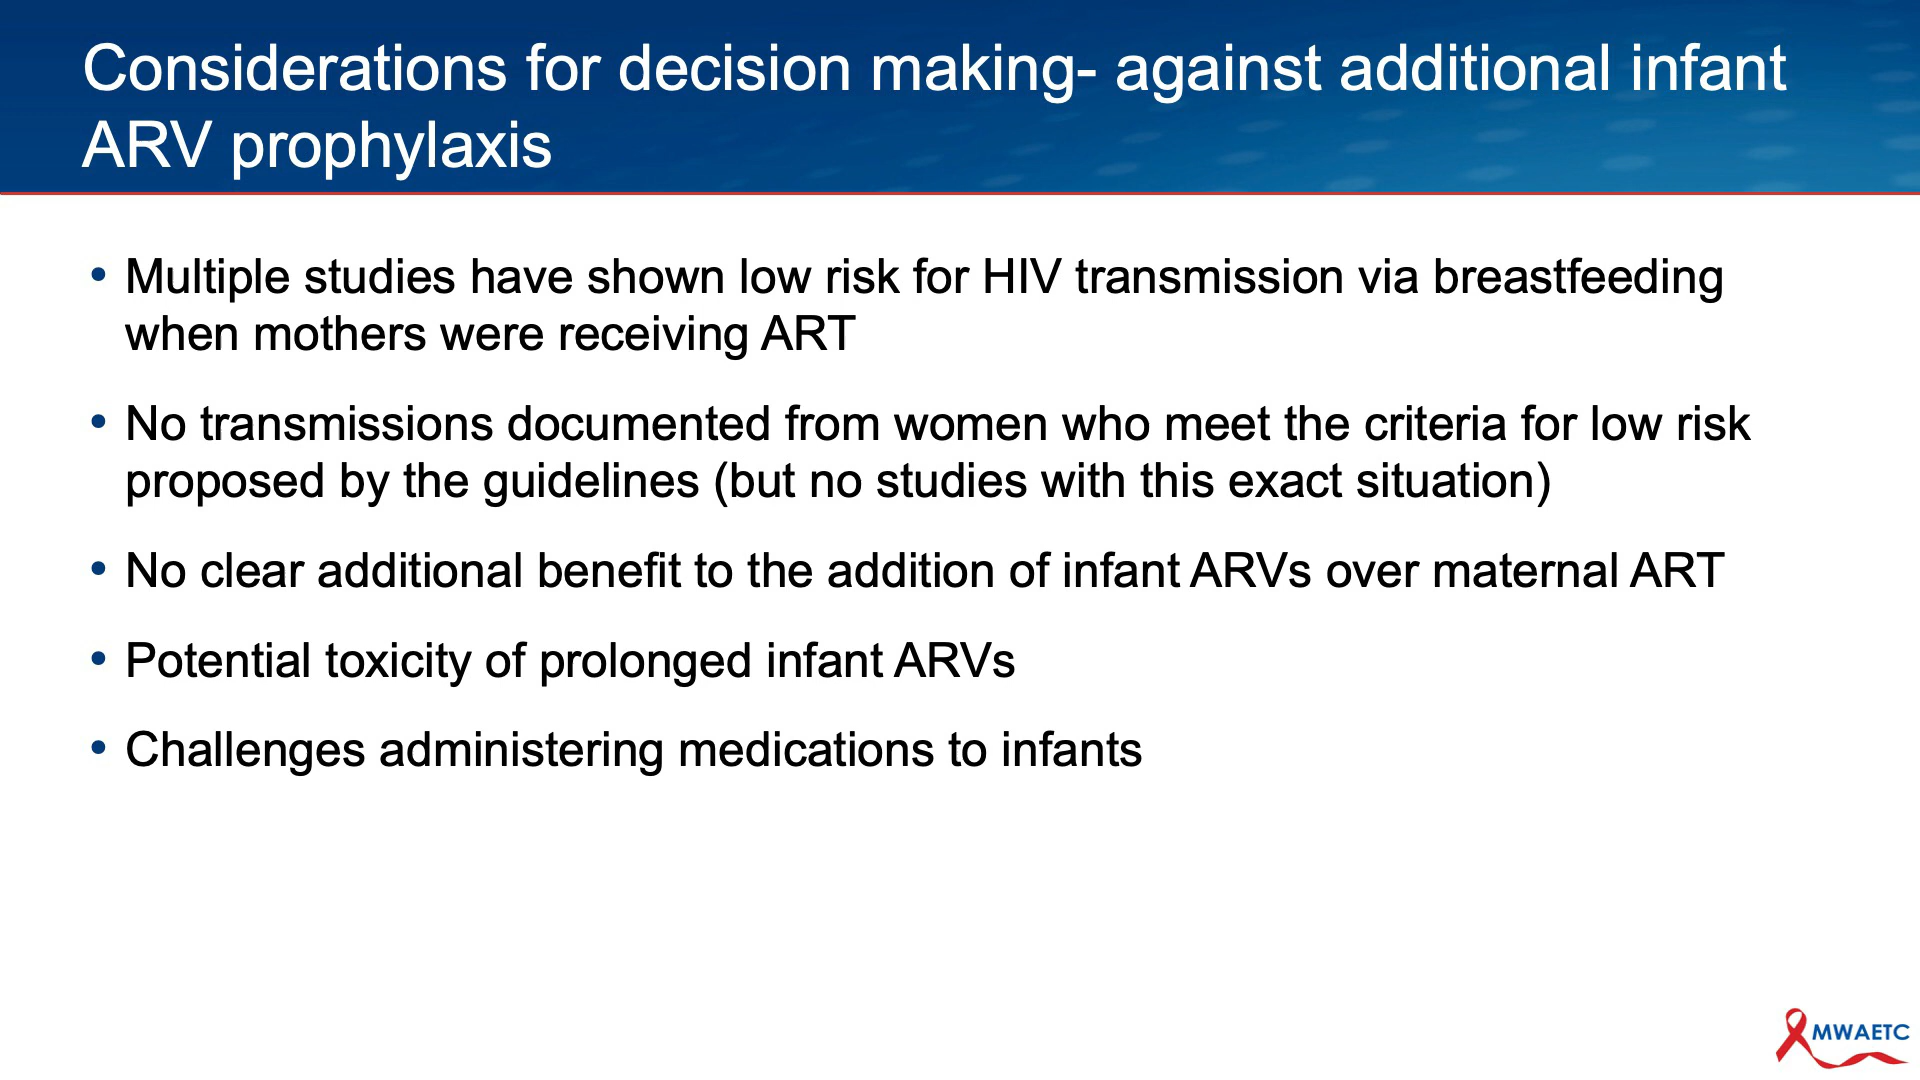 Considerations for decision making- against additional infant
ARV prophylaxis
• Multiple studies have shown low risk for HIV transmission via breastfeeding
when mothers were receiving ART
• No transmissions documented from women who meet the criteria for low risk
proposed by the guidelines (but no studies with this exact situation)
• No clear additional benefit to the addition of infant ARVs over maternal ART
• Potential toxicity of prolonged infant ARVs
• Challenges administering medications to infants
MWAETC